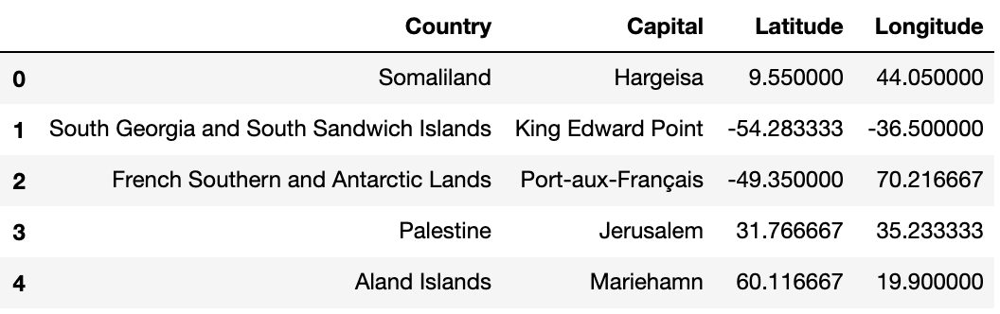 Country Capital Latitude Longitude
0 Somaliland Hargeisa 9.550000 44.050000
1 South Georgia and South Sandwich Islands King Edward Point -54.283333 -36.500000
2 French Southern and Antarctic Lands Port-aux-Français -49.350000 70.216667
3 Palestine Jerusalem 31.766667 35.233333
4 Aland Islands Mariehamn 60.116667 19.900000